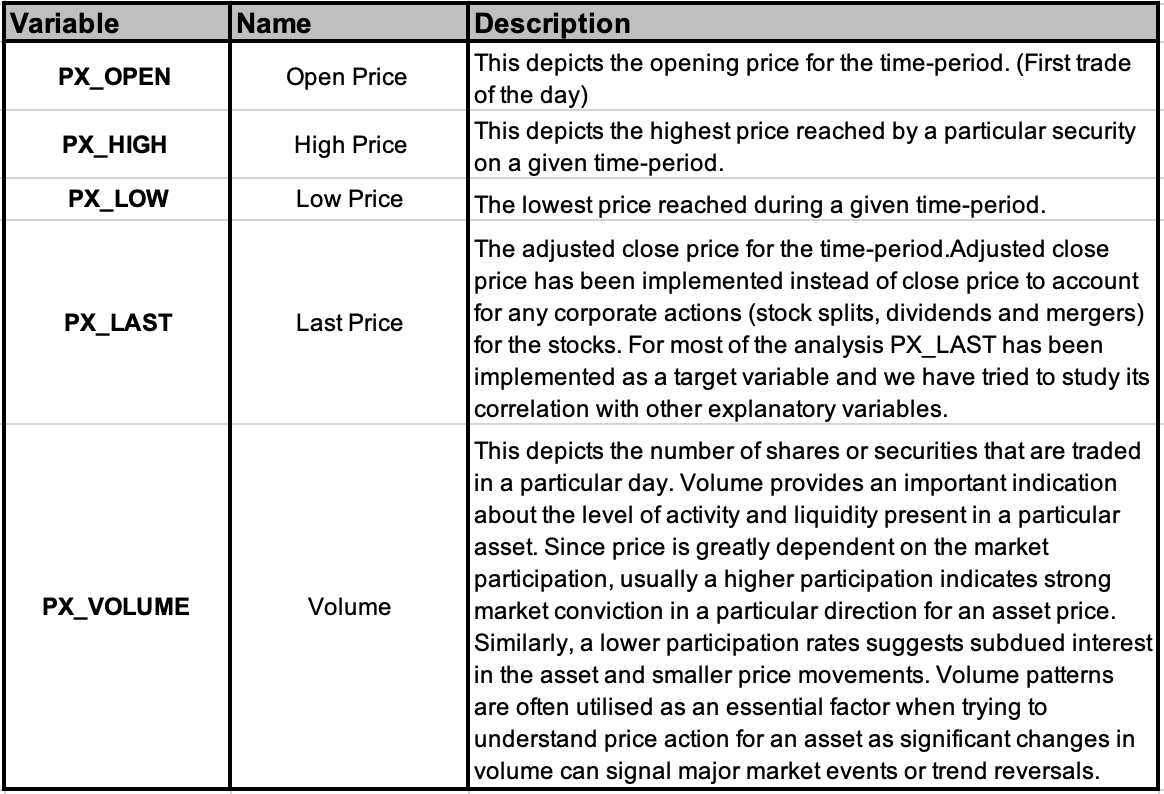 Variable Name Description
PX_OPEN Open Price This depicts the opening price for the time-period. (First trade
of the day)
PX_HIGH High Price This depicts the highest price reached by a particular security
on a given time-period.
PX_LOW Low Price The lowest price reached during a given time-period.
The adjusted close price for the time-period.Adjusted close
price has been implemented instead of close price to account
PX_LAST Last Price for any corporate actions (stock splits, dividends and mergers)
for the stocks. For most of the analysis PX_LAST has been
implemented as a target variable and we have tried to study its
correlation with other explanatory variables.
This depicts the number of shares or securities that are traded
in a particular day. Volume provides an important indication
about the level of activity and liquidity present in a particular
asset. Since price is greatly dependent on the market
participation, usually a higher participation indicates strong
PX_VOLUME Volume market conviction in a particular direction for an asset price.
Similarly, a lower participation rates suggests subdued interest
in the asset and smaller price movements. Volume patterns
are often utilised as an essential factor when trying to
understand price action for an asset as significant changes in
volume can signal major market events or trend reversals.